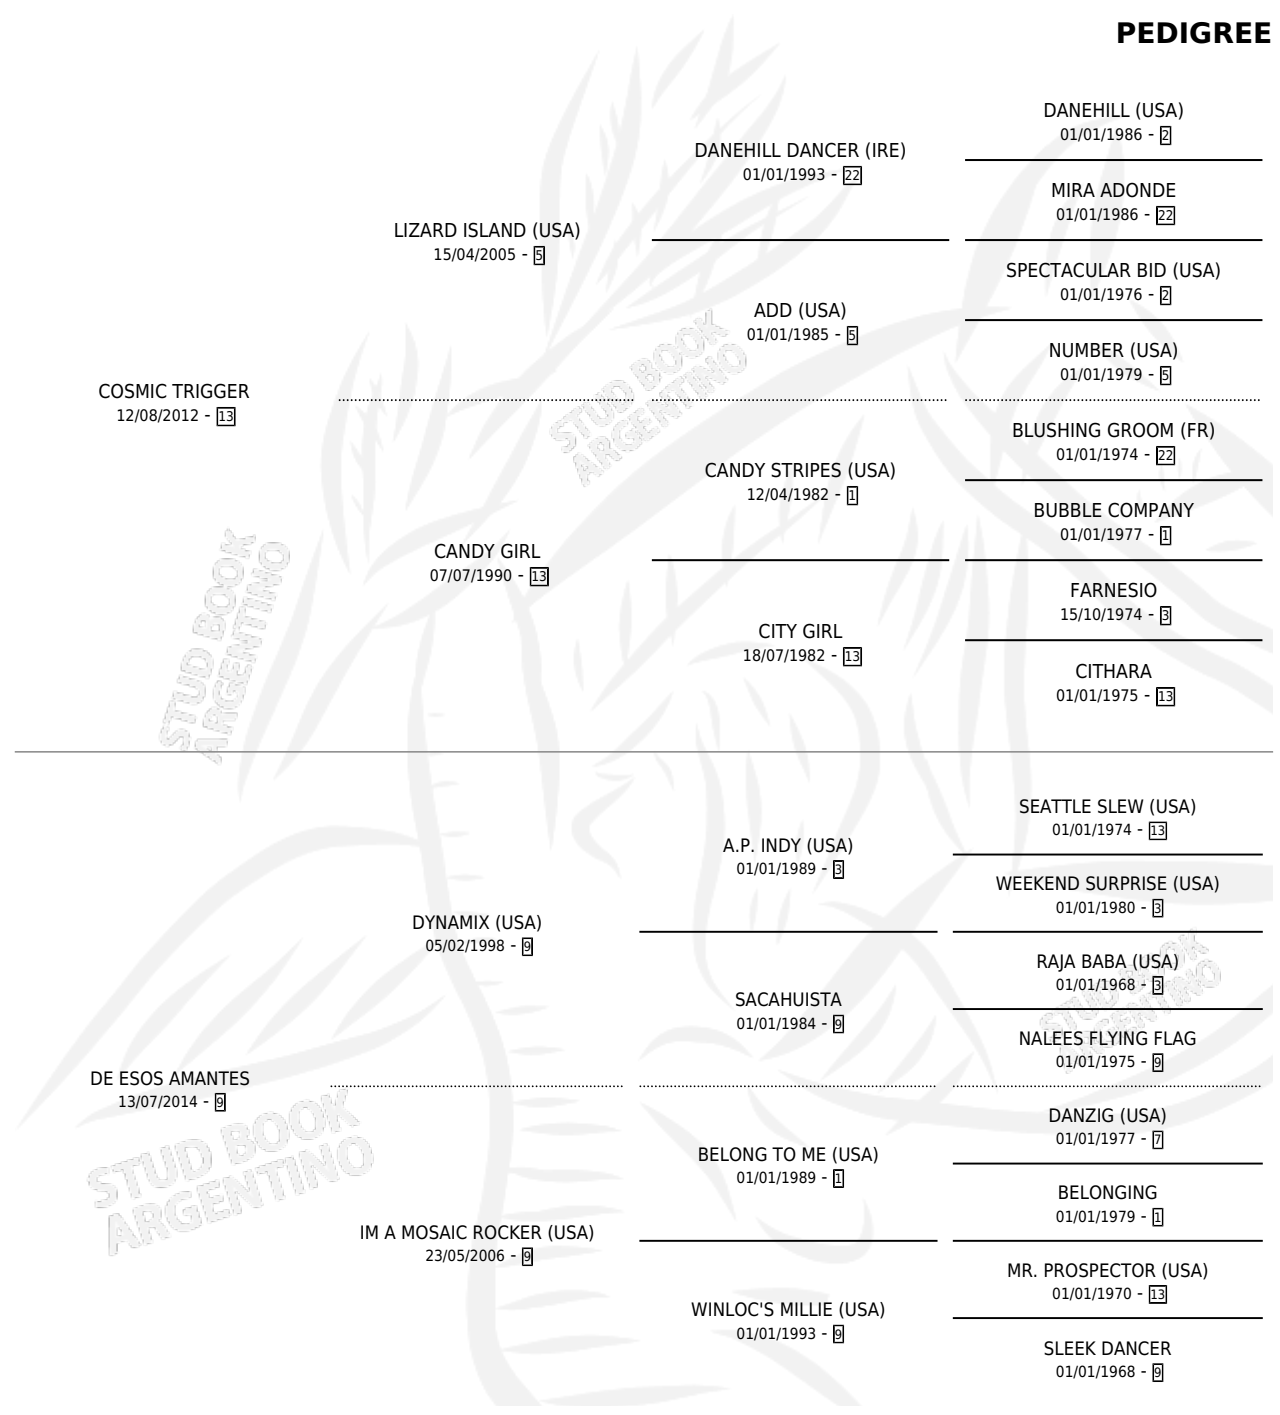 PEDIGREE
DANEHILL (USA)
01/01/1986 - 2
DANEHILL DANCER (IRE)
01/01/1993 - 22
MIRA ADONDE
01/01/1986 - 22
LIZARD ISLAND (USA)
15/04/2005 - 5
SPECTACULAR BID (USA)
01/01/1976 - 2
ADD (USA)
01/01/1985 - 5
NUMBER (USA)
01/01/1979 - 5
COSMIC TRIGGER
12/08/2012 - 13
BLUSHING GROOM (FR)
01/01/1974 - 22
CANDY STRIPES (USA)
12/04/1982 - 1
BUBBLE COMPANY
01/01/1977 - 1
CANDY GIRL
07/07/1990 - 13
FARNESIO
15/10/1974 - 3
CITY GIRL
18/07/1982 - 13
CITHARA
01/01/1975 - 13
SEATTLE SLEW (USA)
01/01/1974 - 13
A.P. INDY (USA)
01/01/1989 - 3
WEEKEND SURPRISE (USA)
01/01/1980 - 3
DYNAMIX (USA)
05/02/1998 - 9
RAJA BABA (USA)
01/01/1968 - 3
SACAHUISTA
01/01/1984 - 9
NALEES FLYING FLAG
01/01/1975 - 9
DE ESOS AMANTES
13/07/2014 - 9
DANZIG (USA)
01/01/1977 - 7
BELONG TO ME (USA)
01/01/1989 - 1
BELONGING
01/01/1979 - 1
IM A MOSAIC ROCKER (USA)
23/05/2006 - 9
MR. PROSPECTOR (USA)
01/01/1970 - 13
WINLOC'S MILLIE (USA)
01/01/1993 - 9
SLEEK DANCER
01/01/1968 - 9
STUD BOOK
ARGENTINO
STUD BOOK
ARGENTINO
STUD BOOK
ARGENTINO
STUD BOOK
ARGENTINO